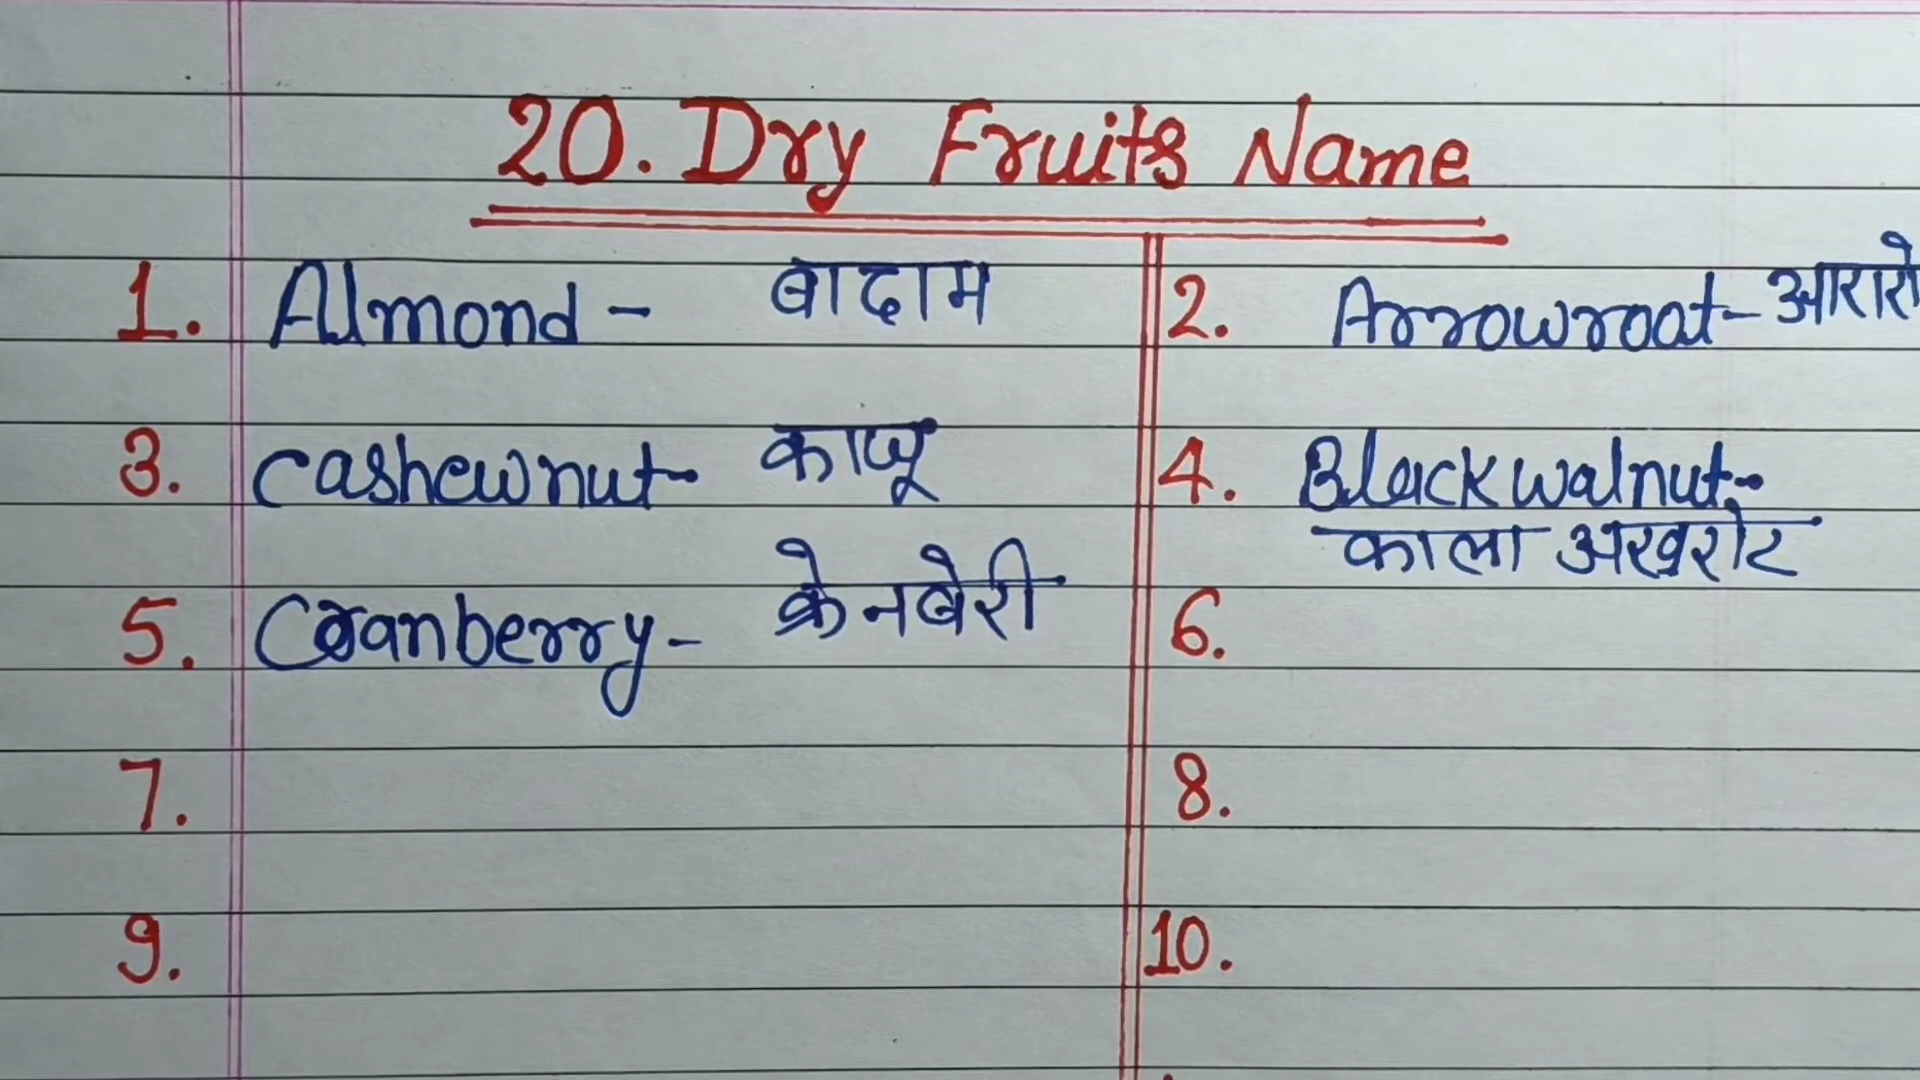 20. Dry Fruits Name
1. Almond - बादाम
2. Arrowroat - आरारो
3. Cashewnut - काजू
4. Blackwalnut -
काला अखरोट
5. Cranberry - क्रेनबेरी
6.
7.
8.
9.
10.